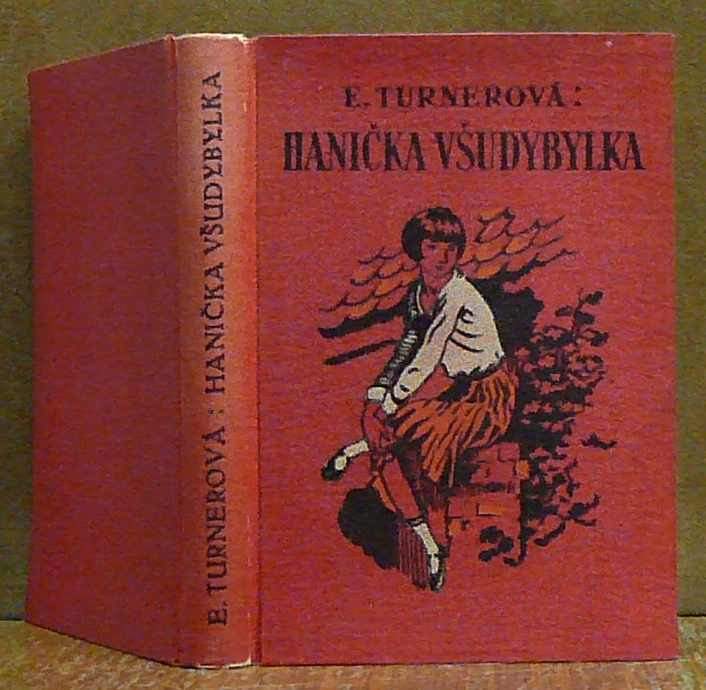 E. TURNEROVÁ:
HANIČKA VŠUDYBYLKA
E. TURNEROVÁ: HANIČKA VŠUDYBYLKA